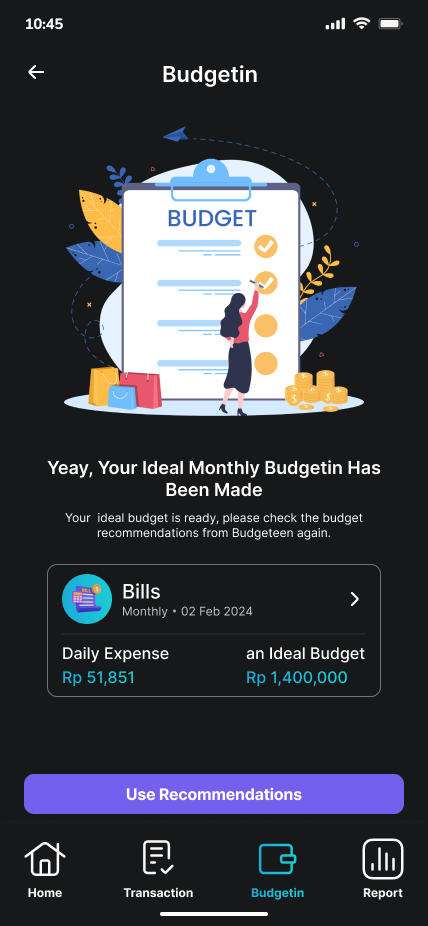 10:45
Budgetin
BUDGET
Yeay, Your Ideal Monthly Budgetin Has
Been Made
Your ideal budget is ready, please check the budget
recommendations from Budgeteen again.
Bills
Monthly • 02 Feb 2024
Daily Expense
an Ideal Budget
Rp 51,851
Rp 1,400,000
Use Recommendations
Home
Transaction
Budgetin
Report